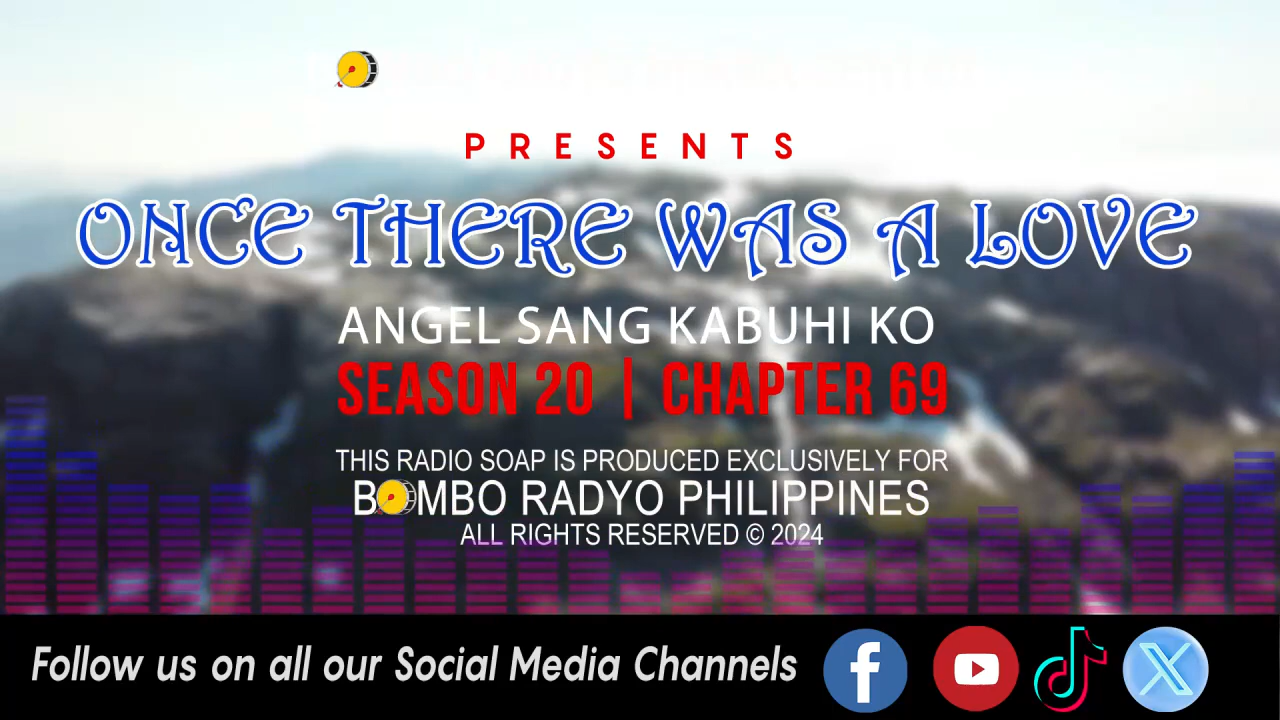 PRESENTS
ONCE THERE WAS A LOVE
ANGEL SANG KABUHI KO
SEASON 20 | CHAPTER 69
THIS RADIO SOAP IS PRODUCED EXCLUSIVELY FOR
BOMBO RADYO PHILIPPINES
ALL RIGHTS RESERVED © 2024
Follow us on all our Social Media Channels